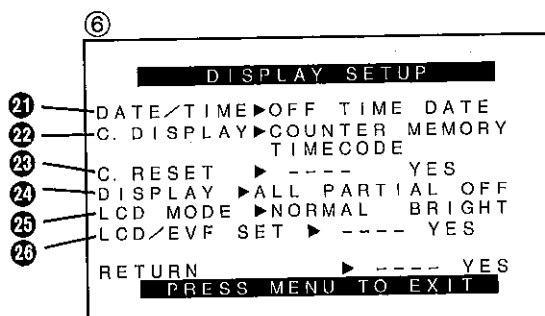 ⑥
DISPLAY SETUP
㉑ DATE/TIME ▶OFF TIME DATE
㉒ C. DISPLAY ▶COUNTER MEMORY
TIMECODE
㉓ C. RESET ▶ ---- YES
㉔ DISPLAY ▶ALL PARTIAL OFF
㉕ LCD MODE ▶NORMAL BRIGHT
㉖ LCD/EVF SET ▶ ---- YES
RETURN ▶ ---- YES
PRESS MENU TO EXIT